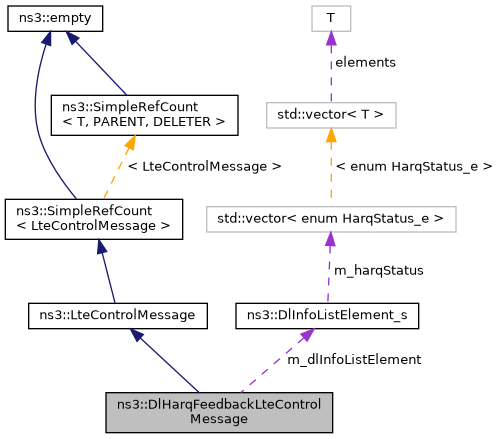 ns3::empty
T
elements
ns3::SimpleRefCount
< T, PARENT, DELETER >
std::vector< T >
< LteControlMessage >
< enum HarqStatus_e >
ns3::SimpleRefCount
< LteControlMessage >
std::vector< enum HarqStatus_e >
m_harqStatus
ns3::LteControlMessage
ns3::DlInfoListElement_s
m_dlInfoListElement
ns3::DlHarqFeedbackLteControl
Message